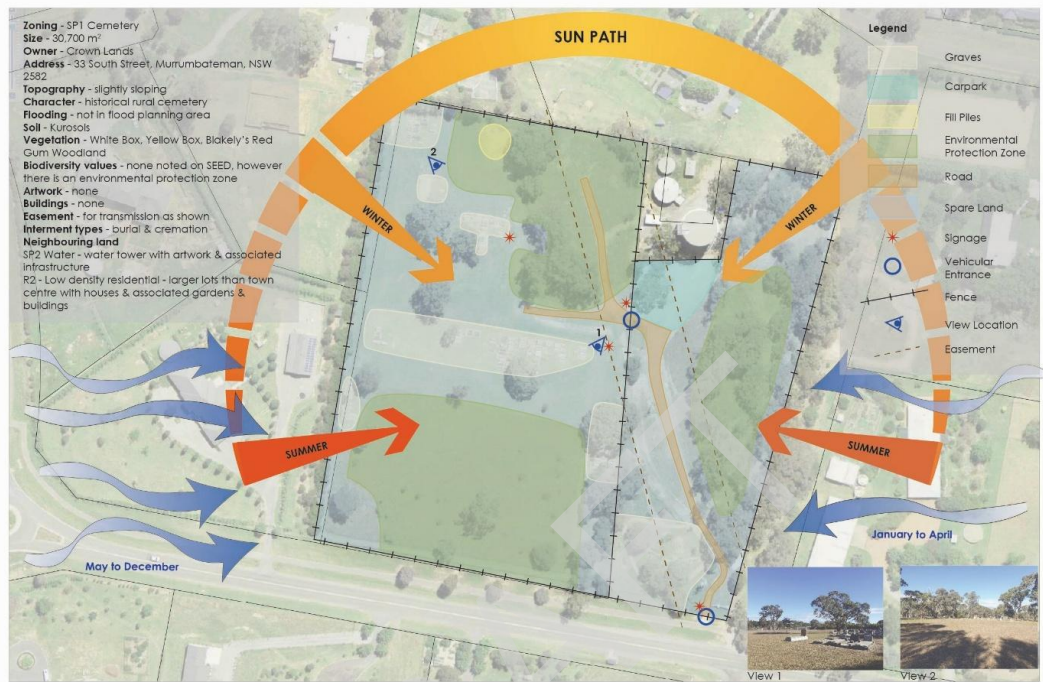 Zoning - SP1 Cemetery
Size - 30,700 m²
Owner - Crown Lands
Address - 33 South Street, Murrumbateman, NSW
2582
Topography - slightly sloping
Character - historical rural cemetery
Flooding - not in flood planning area
Soil - Kurosols
Vegetation - White Box, Yellow Box, Blakely's Red
Gum Woodland
Biodiversity values - none noted on SEED, however
there is an environmental protection zone
Artwork - none
Buildings - none
Easement - for transmission as shown
Interment types - burial & cremation
Neighbouring land
SP2 Water - water tower with artwork & associated
infrastructure
R2 - Low density residential - larger lots than town
centre with houses & associated gardens &
buildings
SUN PATH
WINTER
WINTER
SUMMER
SUMMER
2
1
May to December
January to April
Legend
Graves
Carpark
Fill Piles
Environmental
Protection Zone
Road
Spare Land
Signage
Vehicular
Entrance
Fence
View Location
Easement
View 1
View 2